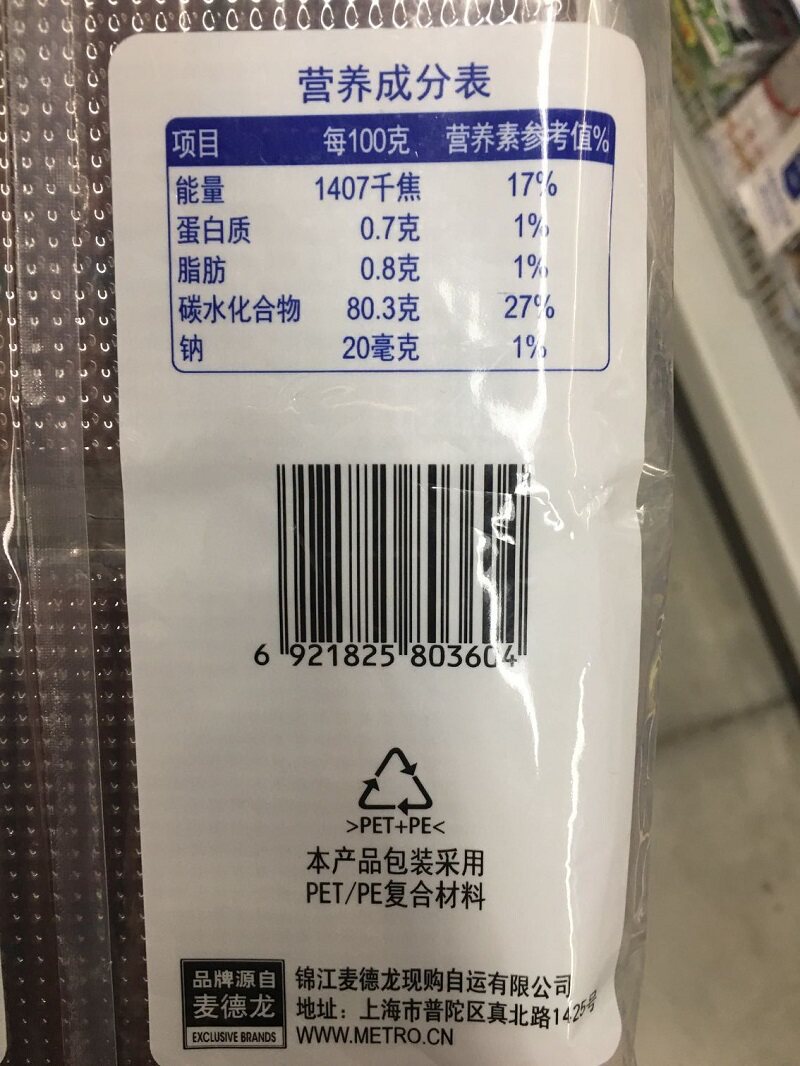 营养成分表
项目 每100克 营养素参考值%
能量 1407千焦 17%
蛋白质 0.7克 1%
脂肪 0.8克 1%
碳水化合物 80.3克 27%
钠 20毫克 1%
6 921825 803604
>PET+PE<
本产品包装采用
PET/PE复合材料
品牌源自
麦德龙
EXCLUSIVE BRANDS
锦江麦德龙现购自运有限公司
地址：上海市普陀区真北路1425号
WWW.METRO.CN